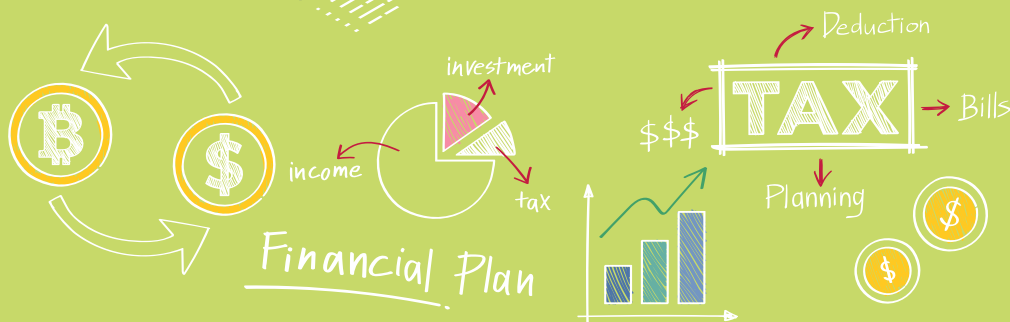 investment
income
tax
Financial Plan
Deduction
TAX
$$$
Bills
Planning
₿
$
$
$